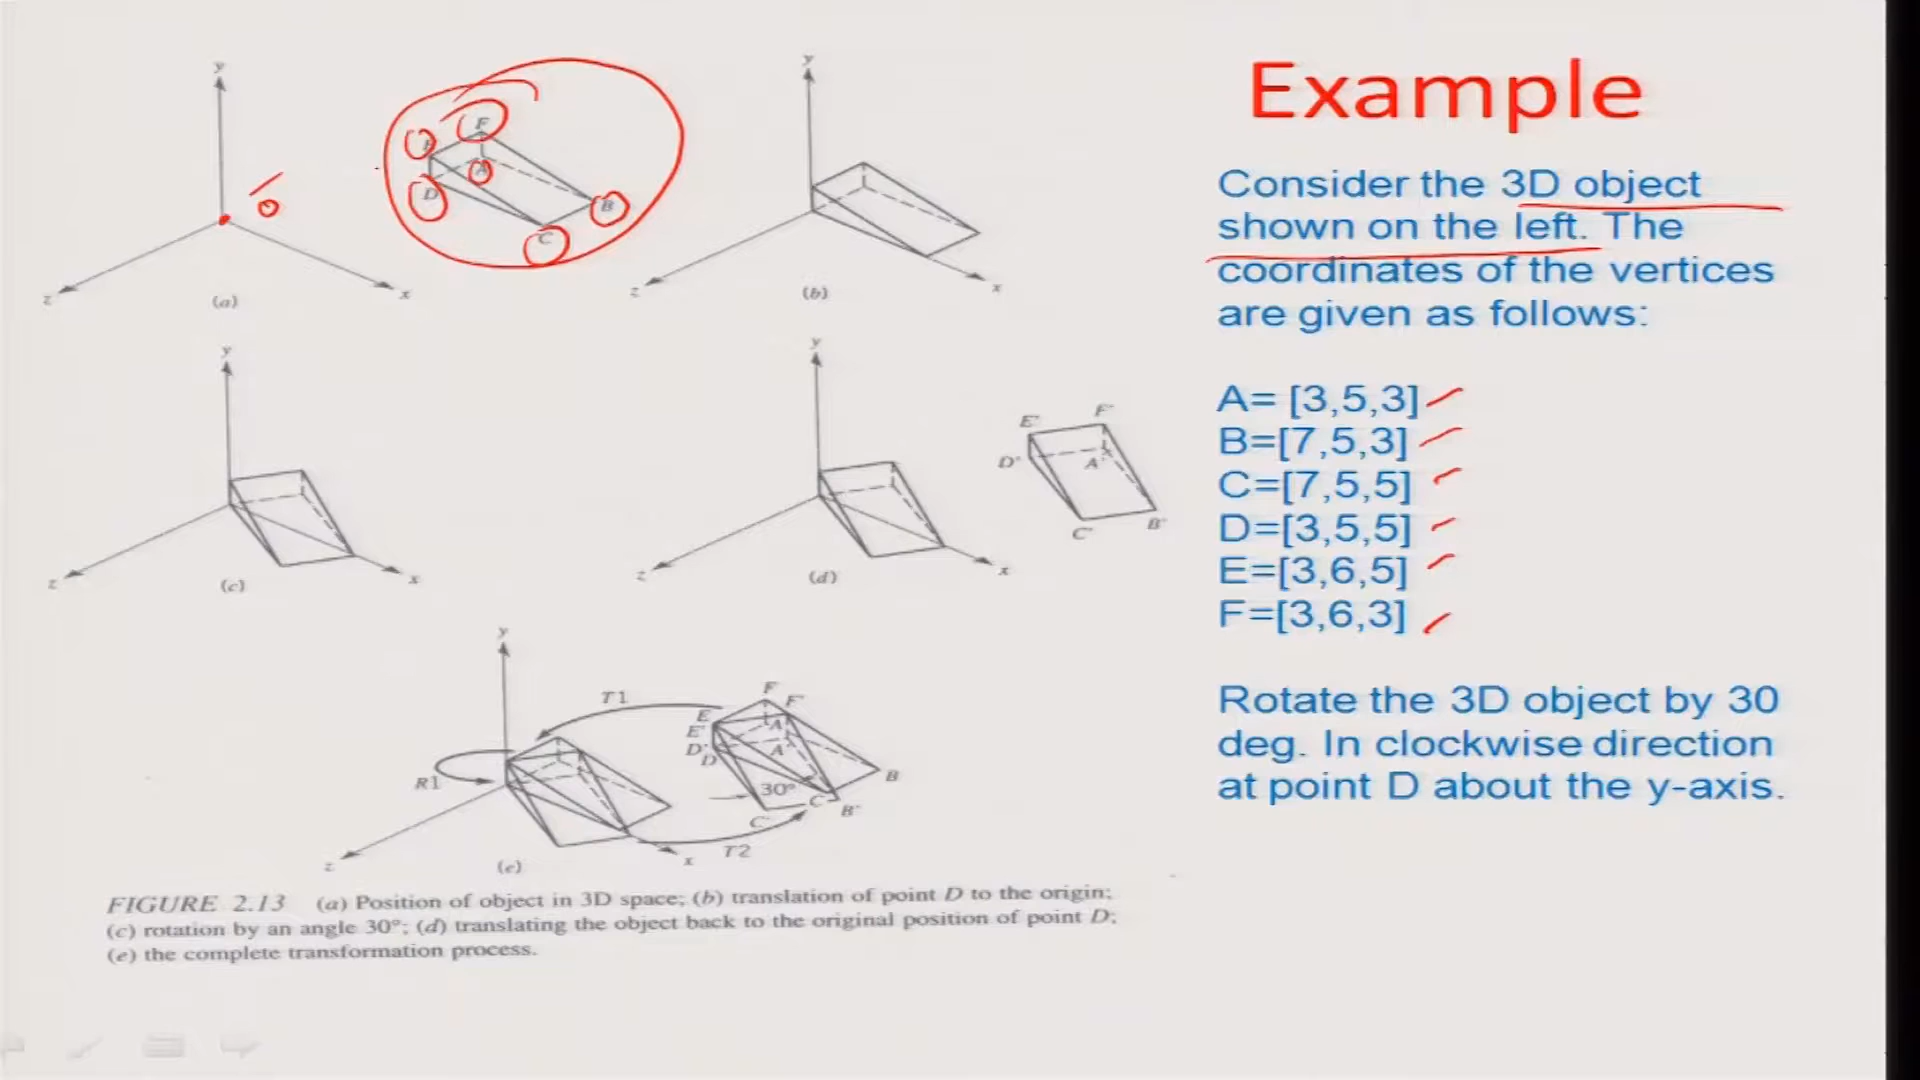 Example
Consider the 3D object
shown on the left. The
coordinates of the vertices
are given as follows:
A= [3,5,3]
B=[7,5,3]
C=[7,5,5]
D=[3,5,5]
E=[3,6,5]
F=[3,6,3]
Rotate the 3D object by 30
deg. In clockwise direction
at point D about the y-axis.
y
F
A
D
B
C
o
z
x
(a)
y
z
x
(b)
y
z
x
(c)
y
E'
F'
D'
A'
C'
B'
z
x
(d)
y
T1
F
F'
E
E'
A
D'
A'
D
R1
30°
B
C
B'
C'
T2
z
x
(e)
FIGURE 2.13 (a) Position of object in 3D space; (b) translation of point D to the origin;
(c) rotation by an angle 30°; (d) translating the object back to the original position of point D;
(e) the complete transformation process.